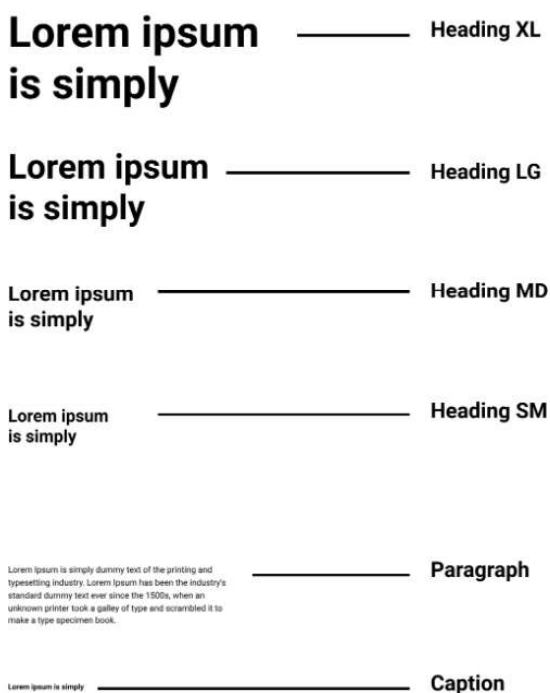 Lorem ipsum
is simply
Heading XL
Lorem ipsum
is simply
Heading LG
Lorem ipsum
is simply
Heading MD
Lorem ipsum
is simply
Heading SM
Lorem Ipsum is simply dummy text of the printing and
typesetting industry. Lorem Ipsum has been the industry's
standard dummy text ever since the 1500s, when an
unknown printer took a galley of type and scrambled it to
make a type specimen book.
Paragraph
Lorem ipsum is simply
Caption